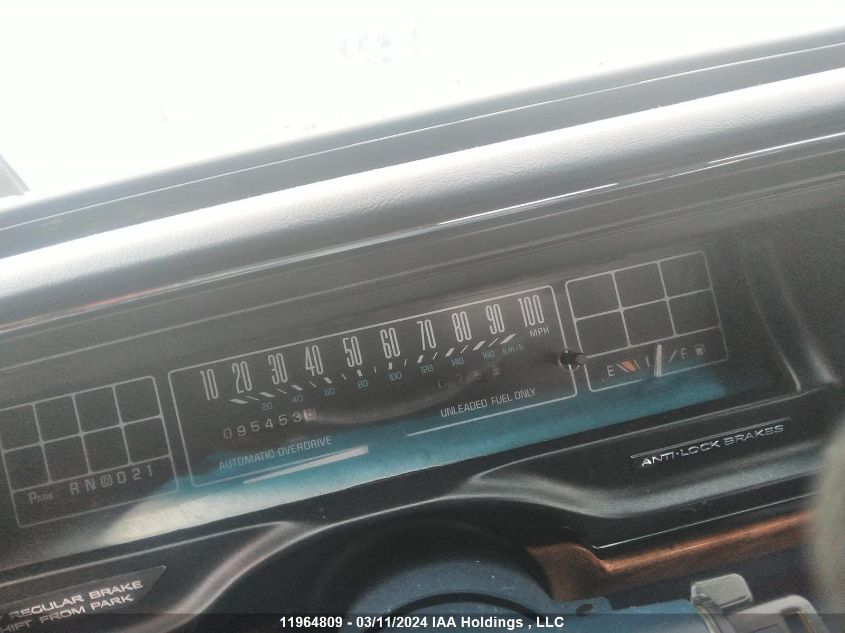 10 20 30 40 50 60 70 80 90 100
MPH
20 40 60 80 100 120 140 160 km/h
095453
UNLEADED FUEL ONLY
AUTOMATIC OVERDRIVE
E F
PARK R N D D 2 1
ANTI-LOCK BRAKES
REGULAR BRAKE
SHIFT FROM PARK
11964809 - 03/11/2024 IAA Holdings , LLC